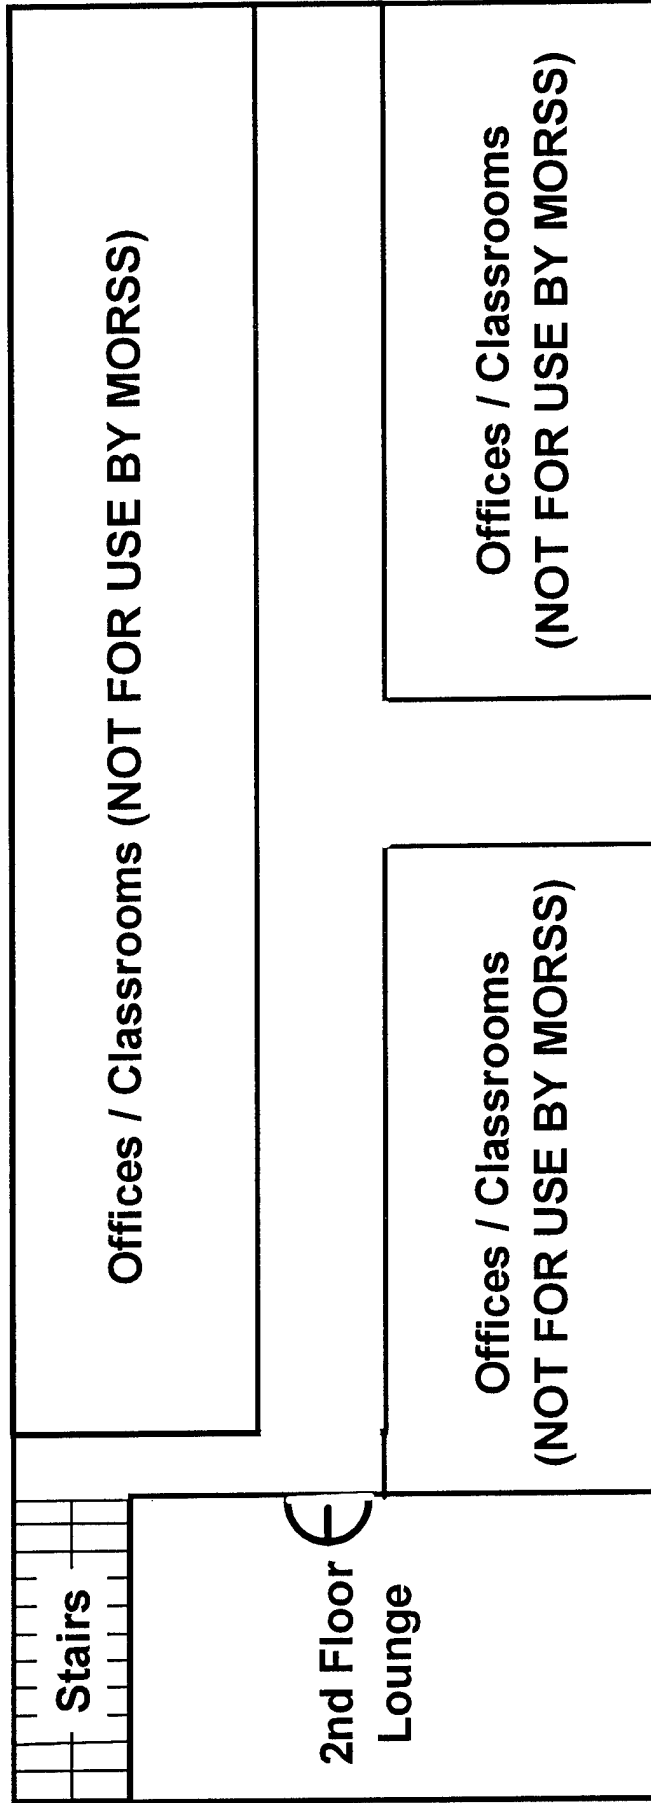 Stairs
2nd Floor
Lounge
Offices / Classrooms (NOT FOR USE BY MORSS)
Offices / Classrooms
(NOT FOR USE BY MORSS)
Offices / Classrooms
(NOT FOR USE BY MORSS)